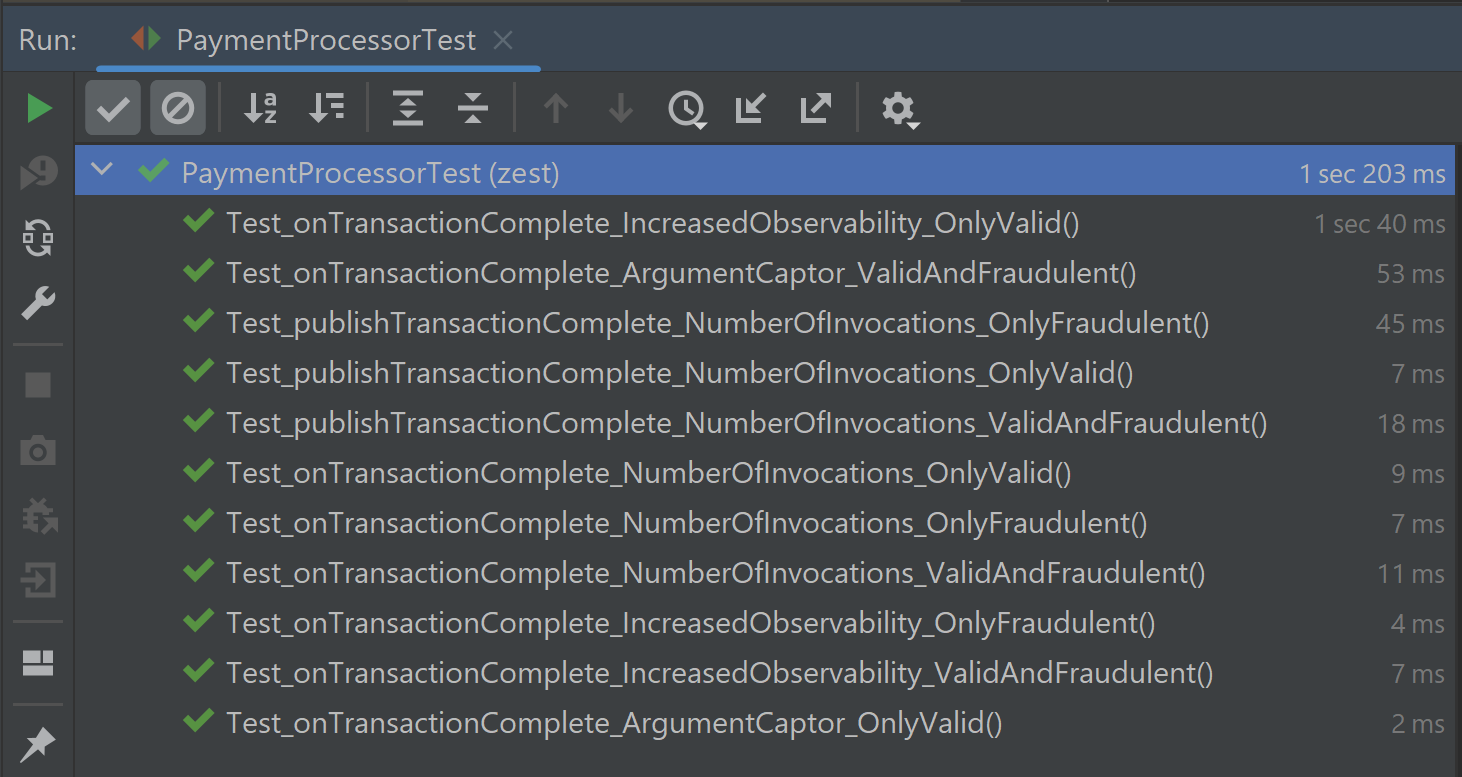 Run: PaymentProcessorTest
PaymentProcessorTest (zest) 1 sec 203 ms
Test_onTransactionComplete_IncreasedObservability_OnlyValid() 1 sec 40 ms
Test_onTransactionComplete_ArgumentCaptor_ValidAndFraudulent() 53 ms
Test_publishTransactionComplete_NumberOfInvocations_OnlyFraudulent() 45 ms
Test_publishTransactionComplete_NumberOfInvocations_OnlyValid() 7 ms
Test_publishTransactionComplete_NumberOfInvocations_ValidAndFraudulent() 18 ms
Test_onTransactionComplete_NumberOfInvocations_OnlyValid() 9 ms
Test_onTransactionComplete_NumberOfInvocations_OnlyFraudulent() 7 ms
Test_onTransactionComplete_NumberOfInvocations_ValidAndFraudulent() 11 ms
Test_onTransactionComplete_IncreasedObservability_OnlyFraudulent() 4 ms
Test_onTransactionComplete_IncreasedObservability_ValidAndFraudulent() 7 ms
Test_onTransactionComplete_ArgumentCaptor_OnlyValid() 2 ms